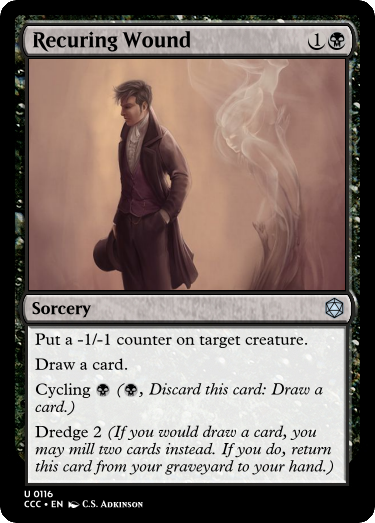 Recuring Wound 1
Sorcery
Put a -1/-1 counter on target creature.
Draw a card.
Cycling (, Discard this card: Draw a
card.)
Dredge 2 (If you would draw a card, you
may mill two cards instead. If you do, return
this card from your graveyard to your hand.)
U 0116
CCC • EN C.S. ADKINSON